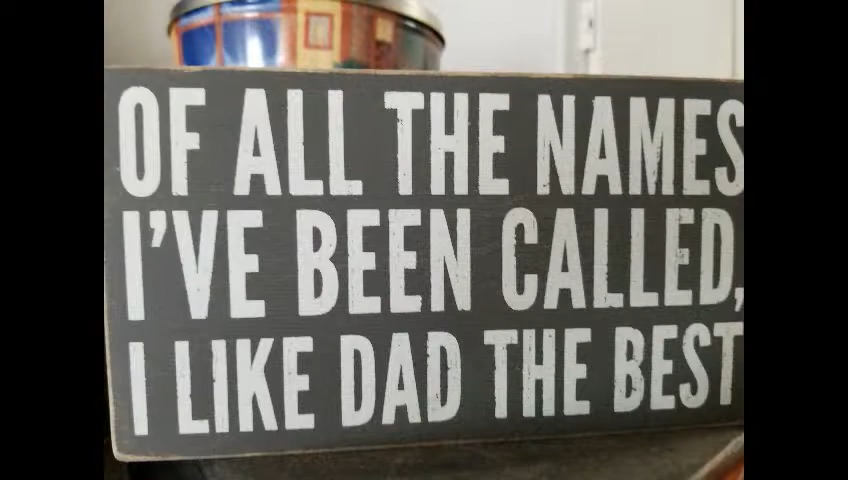 OF ALL THE NAMES
I'VE BEEN CALLED,
I LIKE DAD THE BEST